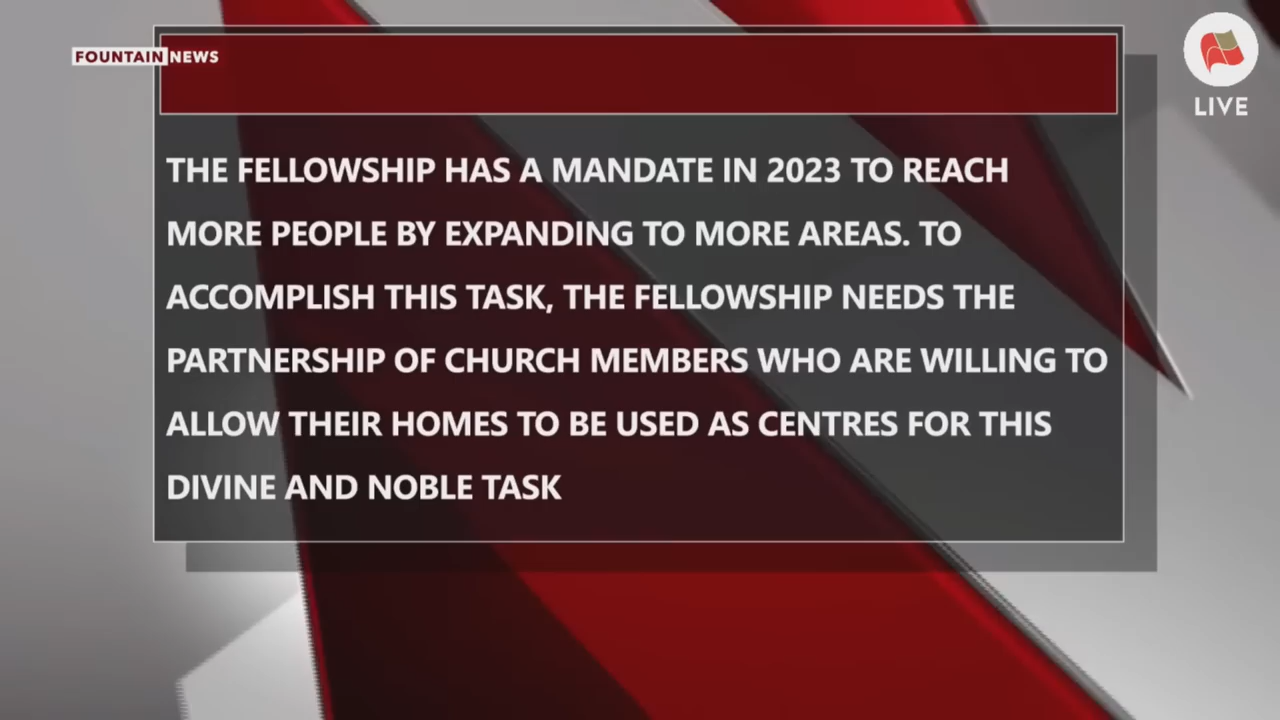 FOUNTAIN NEWS
LIVE
THE FELLOWSHIP HAS A MANDATE IN 2023 TO REACH
MORE PEOPLE BY EXPANDING TO MORE AREAS. TO
ACCOMPLISH THIS TASK, THE FELLOWSHIP NEEDS THE
PARTNERSHIP OF CHURCH MEMBERS WHO ARE WILLING TO
ALLOW THEIR HOMES TO BE USED AS CENTRES FOR THIS
DIVINE AND NOBLE TASK